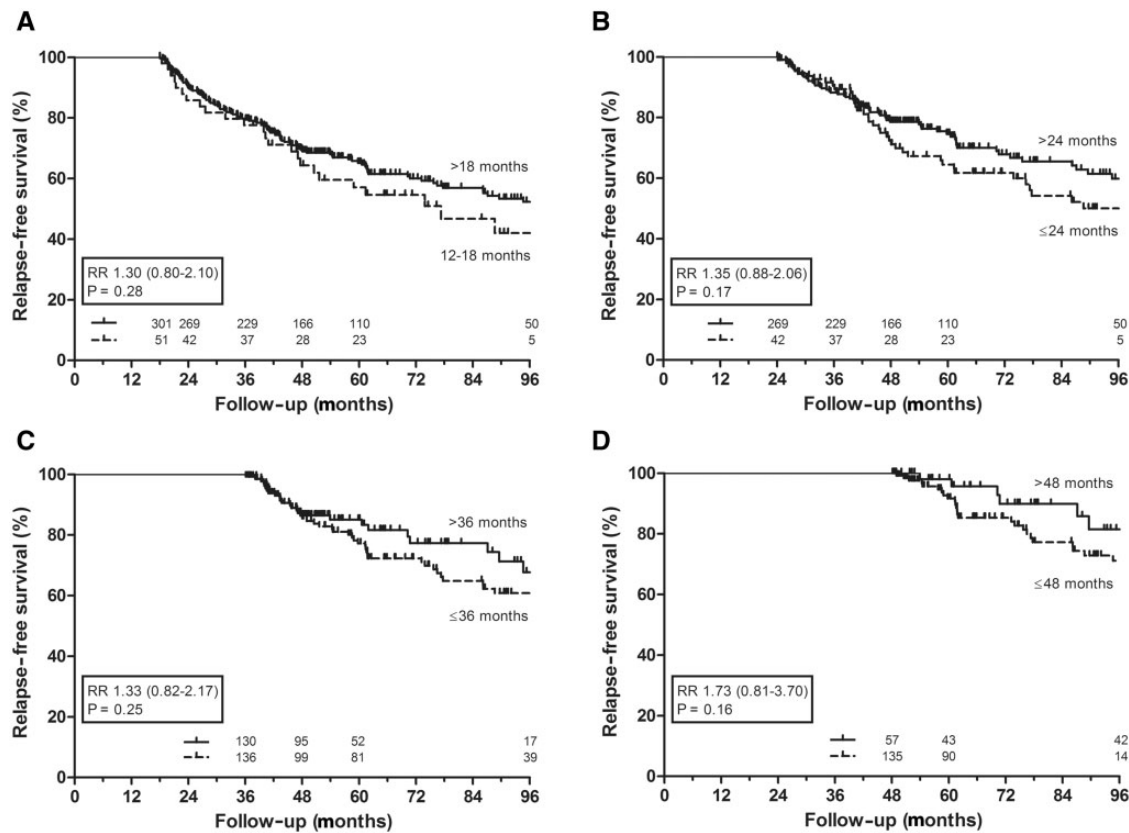 A
Relapse-free survival (%)
100
80
60
40
20
0
>18 months
12-18 months
RR 1.30 (0.80-2.10)
P = 0.28
301 269 229 166 110 50
51 42 37 28 23 5
0 12 24 36 48 60 72 84 96
Follow-up (months)
B
Relapse-free survival (%)
100
80
60
40
20
0
>24 months
≤24 months
RR 1.35 (0.88-2.06)
P = 0.17
269 229 166 110 50
42 37 28 23 5
0 12 24 36 48 60 72 84 96
Follow-up (months)
C
Relapse-free survival (%)
100
80
60
40
20
0
>36 months
≤36 months
RR 1.33 (0.82-2.17)
P = 0.25
130 95 52 17
136 99 81 39
0 12 24 36 48 60 72 84 96
Follow-up (months)
D
Relapse-free survival (%)
100
80
60
40
20
0
>48 months
≤48 months
RR 1.73 (0.81-3.70)
P = 0.16
57 43 42
135 90 14
0 12 24 36 48 60 72 84 96
Follow-up (months)